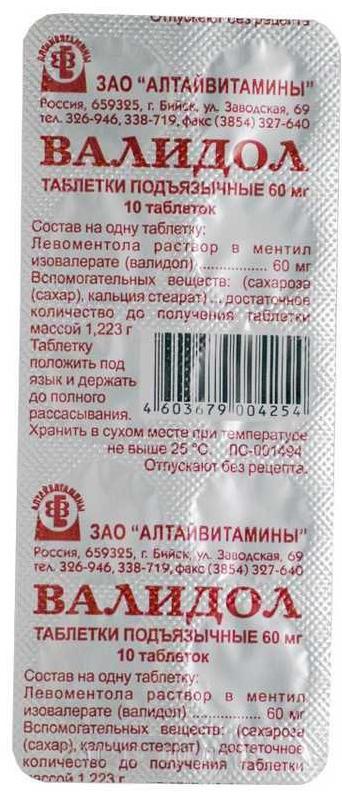 Отпускают без рецепта
АЛТАЙВИТАМИНЫ
ЗАО "АЛТАЙВИТАМИНЫ"
Россия, 659325, г. Бийск, ул. Заводская, 69
тел. 326-946, 338-719, факс (3854) 327-640
ВАЛИДОЛ
ТАБЛЕТКИ ПОДЪЯЗЫЧНЫЕ 60 мг
10 таблеток
Состав на одну таблетку:
Левоментола раствор в ментил
изовалерате (валидол) .................. 60 мг
Вспомогательных веществ: (сахароза
(сахар), кальция стеарат) ... достаточное
количество до получения таблетки
массой 1,223 г
Таблетку
положить под
язык и держать
до полного
рассасывания.
4 603679 004254
Хранить в сухом месте при температуре
не выше 25 °С. ЛС-001494
Отпускают без рецепта.
АЛТАЙВИТАМИНЫ
ЗАО "АЛТАЙВИТАМИНЫ"
Россия, 659325, г. Бийск, ул. Заводская, 69
тел. 326-946, 338-719, факс (3854) 327-640
ВАЛИДОЛ
ТАБЛЕТКИ ПОДЪЯЗЫЧНЫЕ 60 мг
10 таблеток
Состав на одну таблетку:
Левоментола раствор в ментил
изовалерате (валидол) .................. 60 мг
Вспомогательных веществ: (сахароза
(сахар), кальция стеарат) ... достаточное
количество до получения таблетки
массой 1,223 г